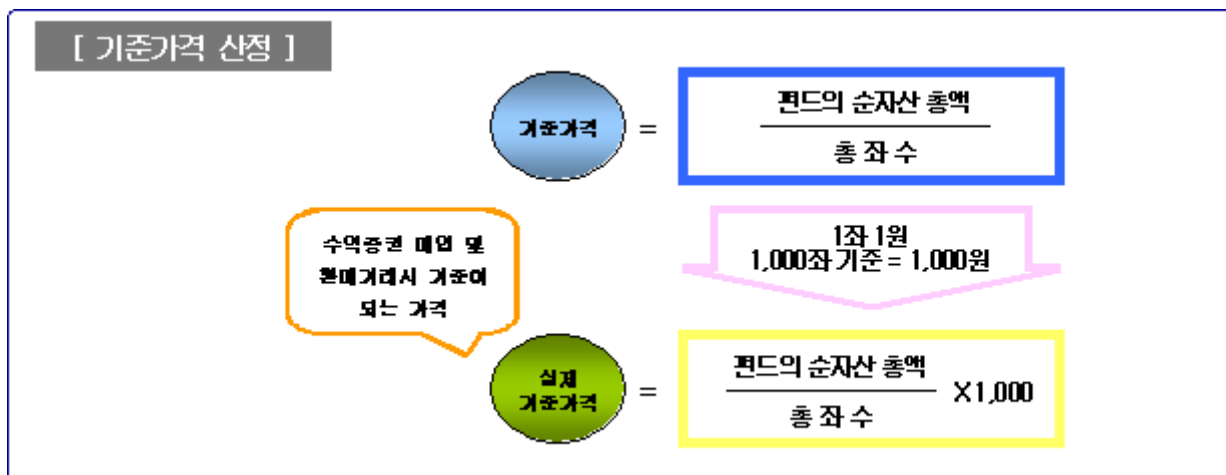 [ 기준가격 산정 ]
기준가격
=
펀드의 순자산 총액
총 좌 수
1좌 1원
1,000좌 기준 = 1,000원
수익증권 매입 및
환매거래시 기준이
되는 가격
실제
기준가격
=
펀드의 순자산 총액
총 좌 수
X1,000